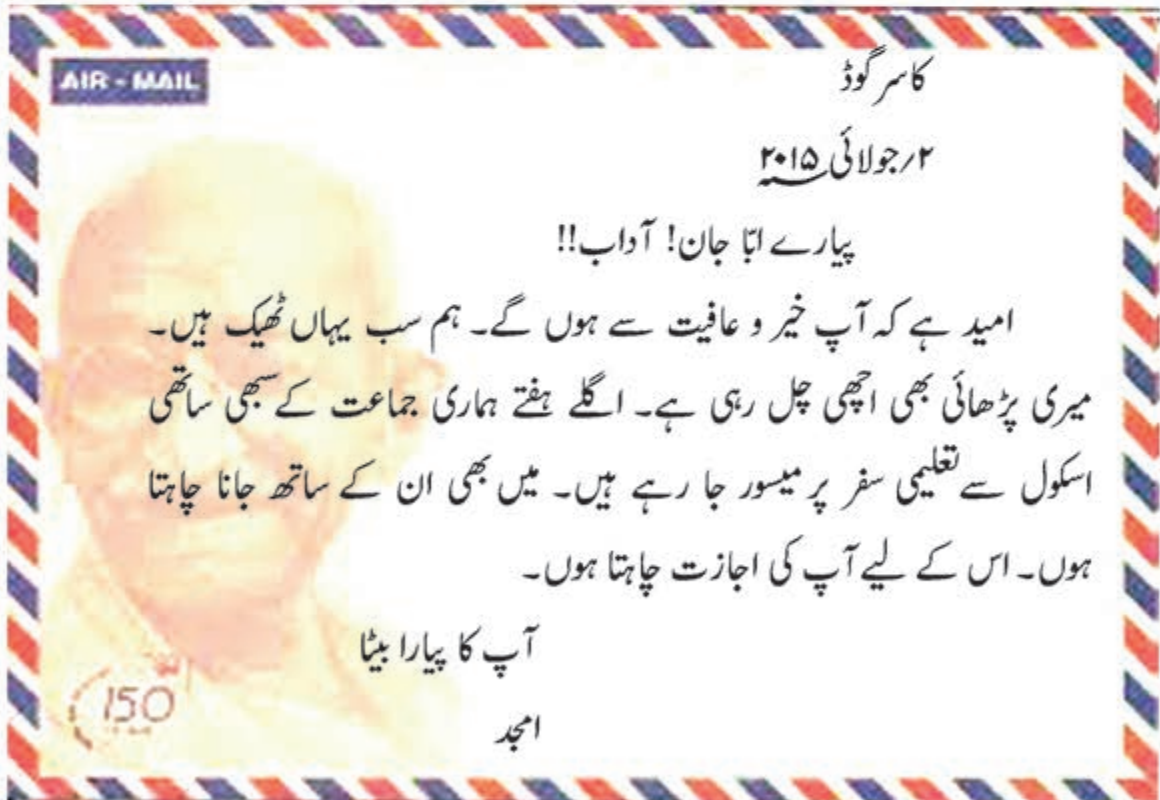 AIR - MAIL
کاسر گوڈ
۲/جولائی ۲۰۱۵؁
پیارے ابّا جان! آداب!!
امید ہے کہ آپ خیر و عافیت سے ہوں گے۔ ہم سب یہاں ٹھیک ہیں۔
میری پڑھائی بھی اچھی چل رہی ہے۔ اگلے ہفتے ہماری جماعت کے سبھی ساتھی
اسکول سے تعلیمی سفر پر میسور جا رہے ہیں۔ میں بھی ان کے ساتھ جانا چاہتا
ہوں۔ اس کے لیے آپ کی اجازت چاہتا ہوں۔
آپ کا پیارا بیٹا
امجد
150